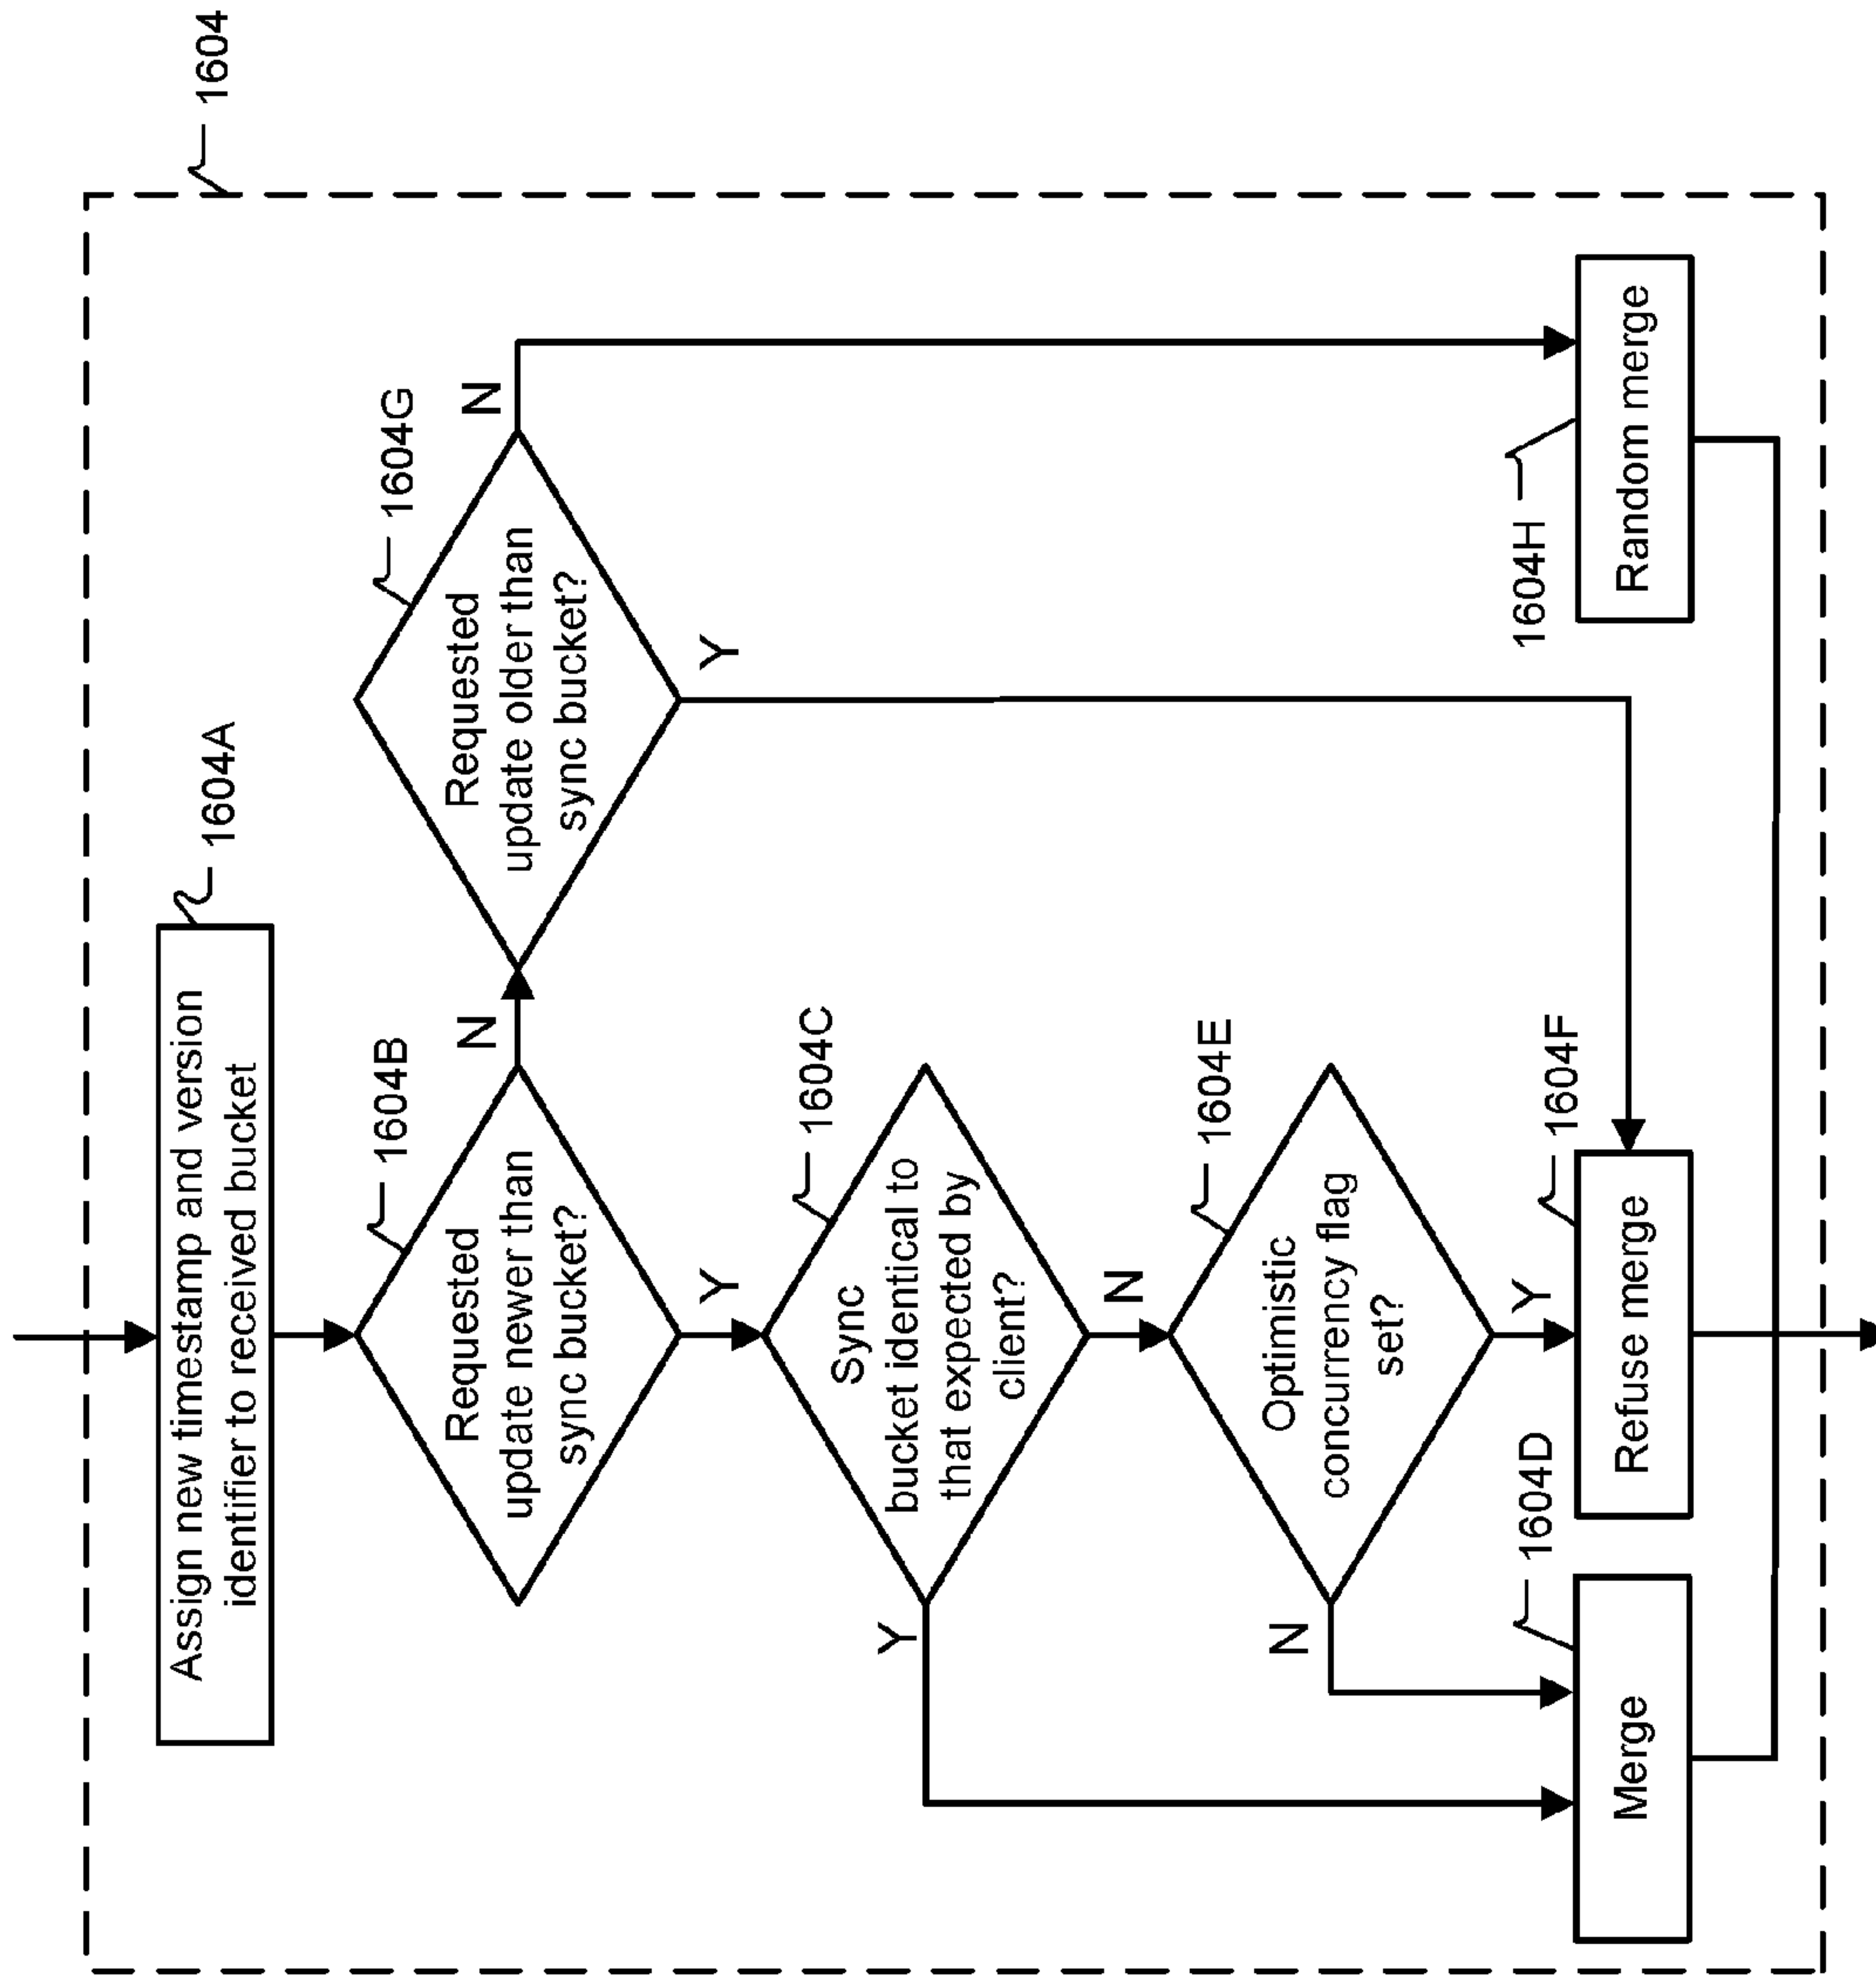 1604
Assign new timestamp and version
identifier to received bucket
1604A
Requested
update newer than
sync bucket?
1604B
N
Y
Requested
update older than
sync bucket?
1604G
N
Y
Sync
bucket identical to
that expected by
client?
1604C
Y
N
Optimistic
concurrency flag
set?
1604E
N
Y
Merge
1604D
Refuse merge
1604F
Random merge
1604H